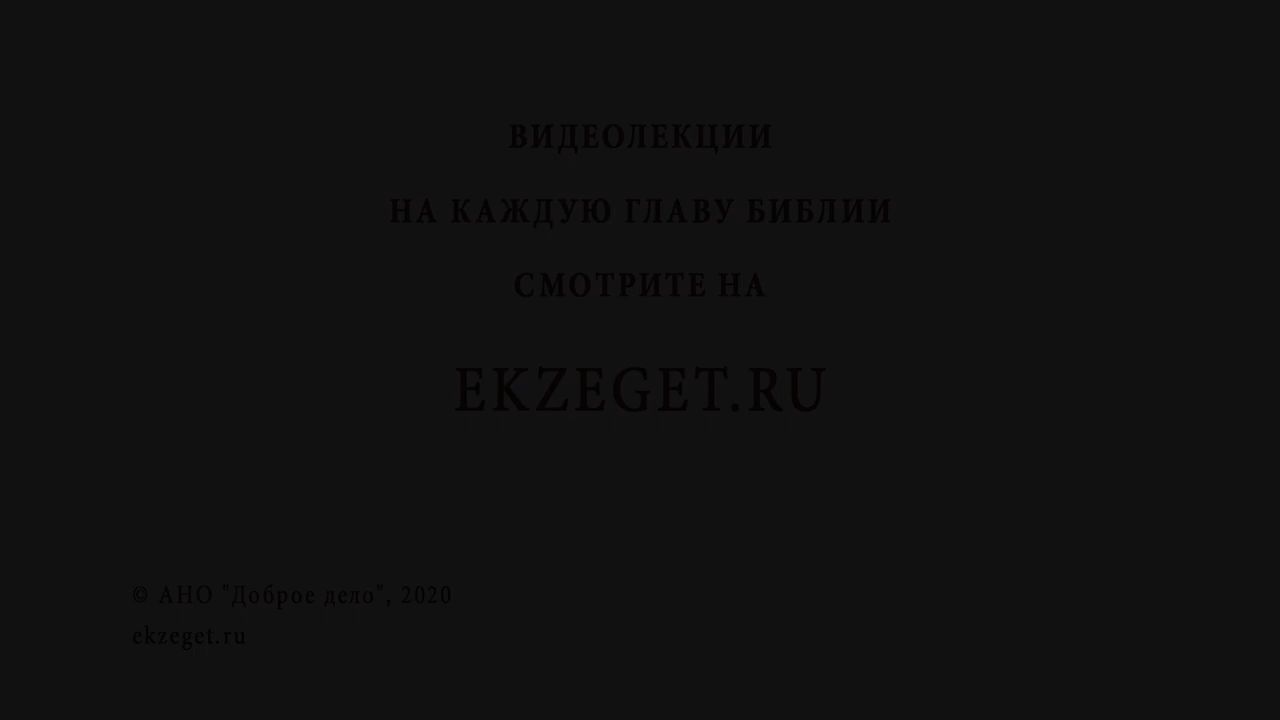 ВИДЕОЛЕКЦИИ
НА КАЖДУЮ ГЛАВУ БИБЛИИ
СМОТРИТЕ НА
EKZEGET.RU
© АНО "Доброе дело", 2020
ekzeget.ru